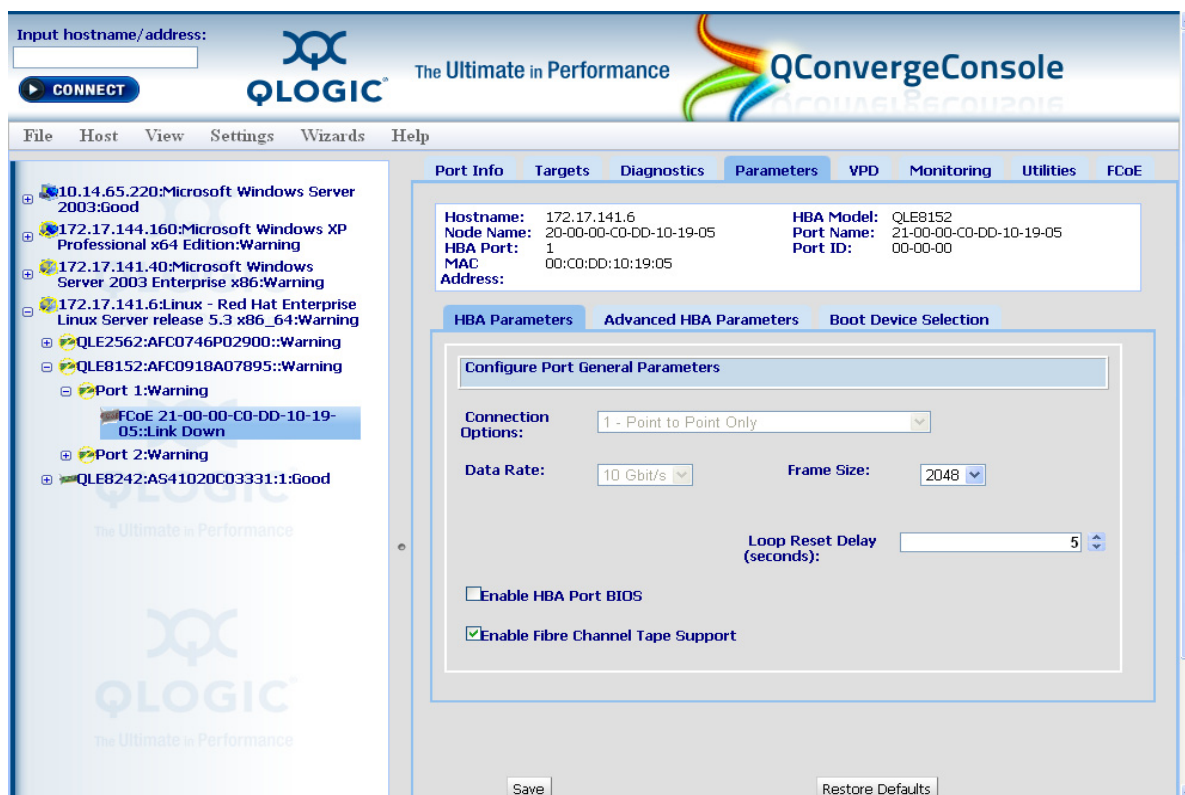 Input hostname/address:
CONNECT
QLOGIC
The Ultimate in Performance
QConvergeConsole
File Host View Settings Wizards Help
10.14.65.220:Microsoft Windows Server
2003:Good
172.17.144.160:Microsoft Windows XP
Professional x64 Edition:Warning
172.17.141.40:Microsoft Windows
Server 2003 Enterprise x86:Warning
172.17.141.6:Linux - Red Hat Enterprise
Linux Server release 5.3 x86_64:Warning
QLE2562:AFC0746P02900::Warning
QLE8152:AFC0918A07895::Warning
Port 1:Warning
FCoE 21-00-00-C0-DD-10-19-
05::Link Down
Port 2:Warning
QLE8242:AS41020C03331:1:Good
QLOGIC
The Ultimate in Performance
QLOGIC
The Ultimate in Performance
Port Info Targets Diagnostics Parameters VPD Monitoring Utilities FCoE
Hostname: 172.17.141.6 HBA Model: QLE8152
Node Name: 20-00-00-C0-DD-10-19-05 Port Name: 21-00-00-C0-DD-10-19-05
HBA Port: 1 Port ID: 00-00-00
MAC 00:C0:DD:10:19:05
Address:
HBA Parameters Advanced HBA Parameters Boot Device Selection
Configure Port General Parameters
Connection
Options: 1 - Point to Point Only
Data Rate: 10 Gbit/s Frame Size: 2048
Loop Reset Delay 5
(seconds):
Enable HBA Port BIOS
Enable Fibre Channel Tape Support
Save Restore Defaults